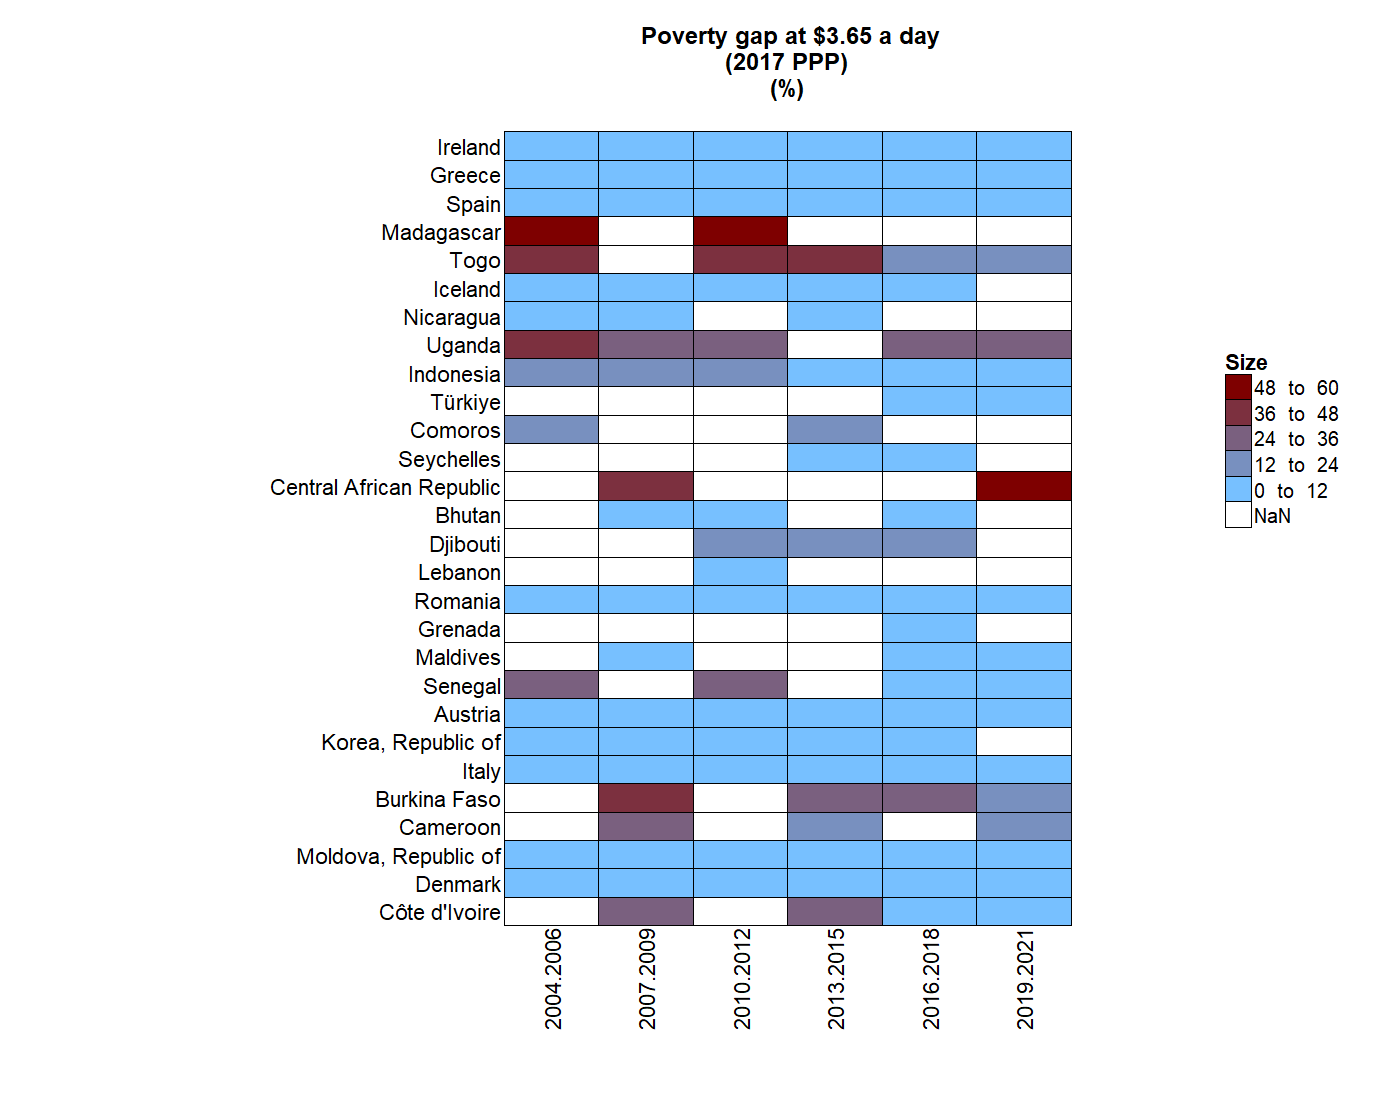 Poverty gap at $3.65 a day
(2017 PPP)
(%)
Ireland
Greece
Spain
Madagascar
Togo
Iceland
Nicaragua
Uganda
Indonesia
Türkiye
Comoros
Seychelles
Central African Republic
Bhutan
Djibouti
Lebanon
Romania
Grenada
Maldives
Senegal
Austria
Korea, Republic of
Italy
Burkina Faso
Cameroon
Moldova, Republic of
Denmark
Côte d'Ivoire
2004.2006
2007.2009
2010.2012
2013.2015
2016.2018
2019.2021
Size
48 to 60
36 to 48
24 to 36
12 to 24
0 to 12
NaN